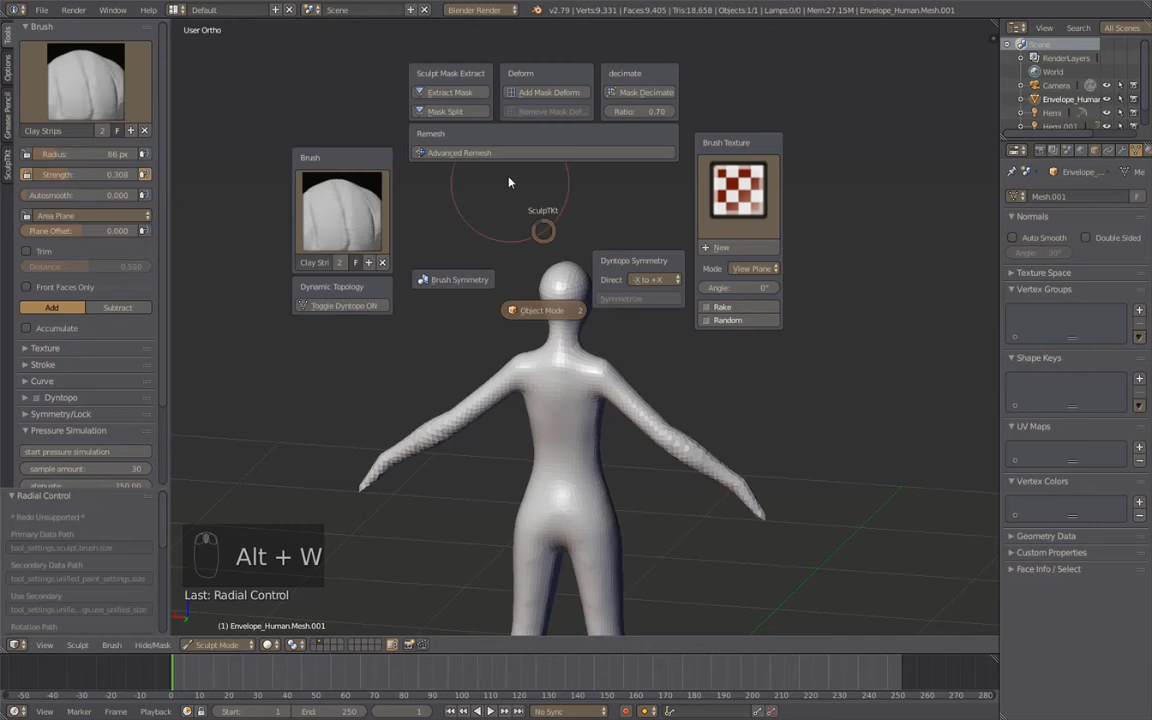 File
Render
Window
Help
Default
Scene
Blender Render
v2.79 | Verts:9,331 | Faces:9,405 | Tris:18,658 | Objects:1/1 | Mem:27.15M | Envelope_Human.Mesh.001
Tools
Options
Grease Pencil
SculpTKt
Brush
Clay Strips
2
F
Radius:
86 px
Strength:
0.308
Autosmooth:
0.000
Area Plane
Plane Offset:
0.000
Trim
Distance:
0.500
Front Faces Only
Add
Subtract
Accumulate
Texture
Stroke
Curve
Dyntopo
Symmetry/Lock
Pressure Simulation
start pressure simulation
sample amount:
30
attenuate:
250.00
Radial Control
* Redo Unsupported *
Primary Data Path
tool_settings.sculpt.brush.size
Secondary Data Path
tool_settings.unified_paint_settings.size
Use Secondary
tool_settings.unifie...gs.use_unified_size
Rotation Path
User Ortho
Sculpt Mask Extract
Extract Mask
Mask Split
Deform
Add Mask Deform
Remove Mask Def...
decimate
Mask Decimate
Ratio: 0.70
Remesh
Advanced Remesh
Brush
Clay Stri
2
F
Dynamic Topology
Toggle Dyntopo ON
SculpTKt
Brush Symmetry
Object Mode
2
Dyntopo Symmetry
Direct
-X to +X
Symmetrize
Brush Texture
New
Mode
View Plane
Angle:
0°
Rake
Random
Alt + W
Last: Radial Control
(1) Envelope_Human.Mesh.001
View
Sculpt
Brush
Hide/Mask
Sculpt Mode
View
Search
All Scenes
Scene
RenderLayers
World
Camera
Envelope_Human
Hems
Hemi.001
Envelope_...
Me
Mesh.001
F
Normals
Auto Smooth
Double Sided
Angle:
30°
Texture Space
Vertex Groups
Shape Keys
UV Maps
Vertex Colors
Geometry Data
Custom Properties
Face Info / Select
-50
-40
-30
-20
-10
0
10
20
30
40
50
60
70
80
90
100
110
120
130
140
150
160
170
180
190
200
210
220
230
240
250
260
270
280
View
Marker
Frame
Playback
Start:
1
End:
250
1
No Sync